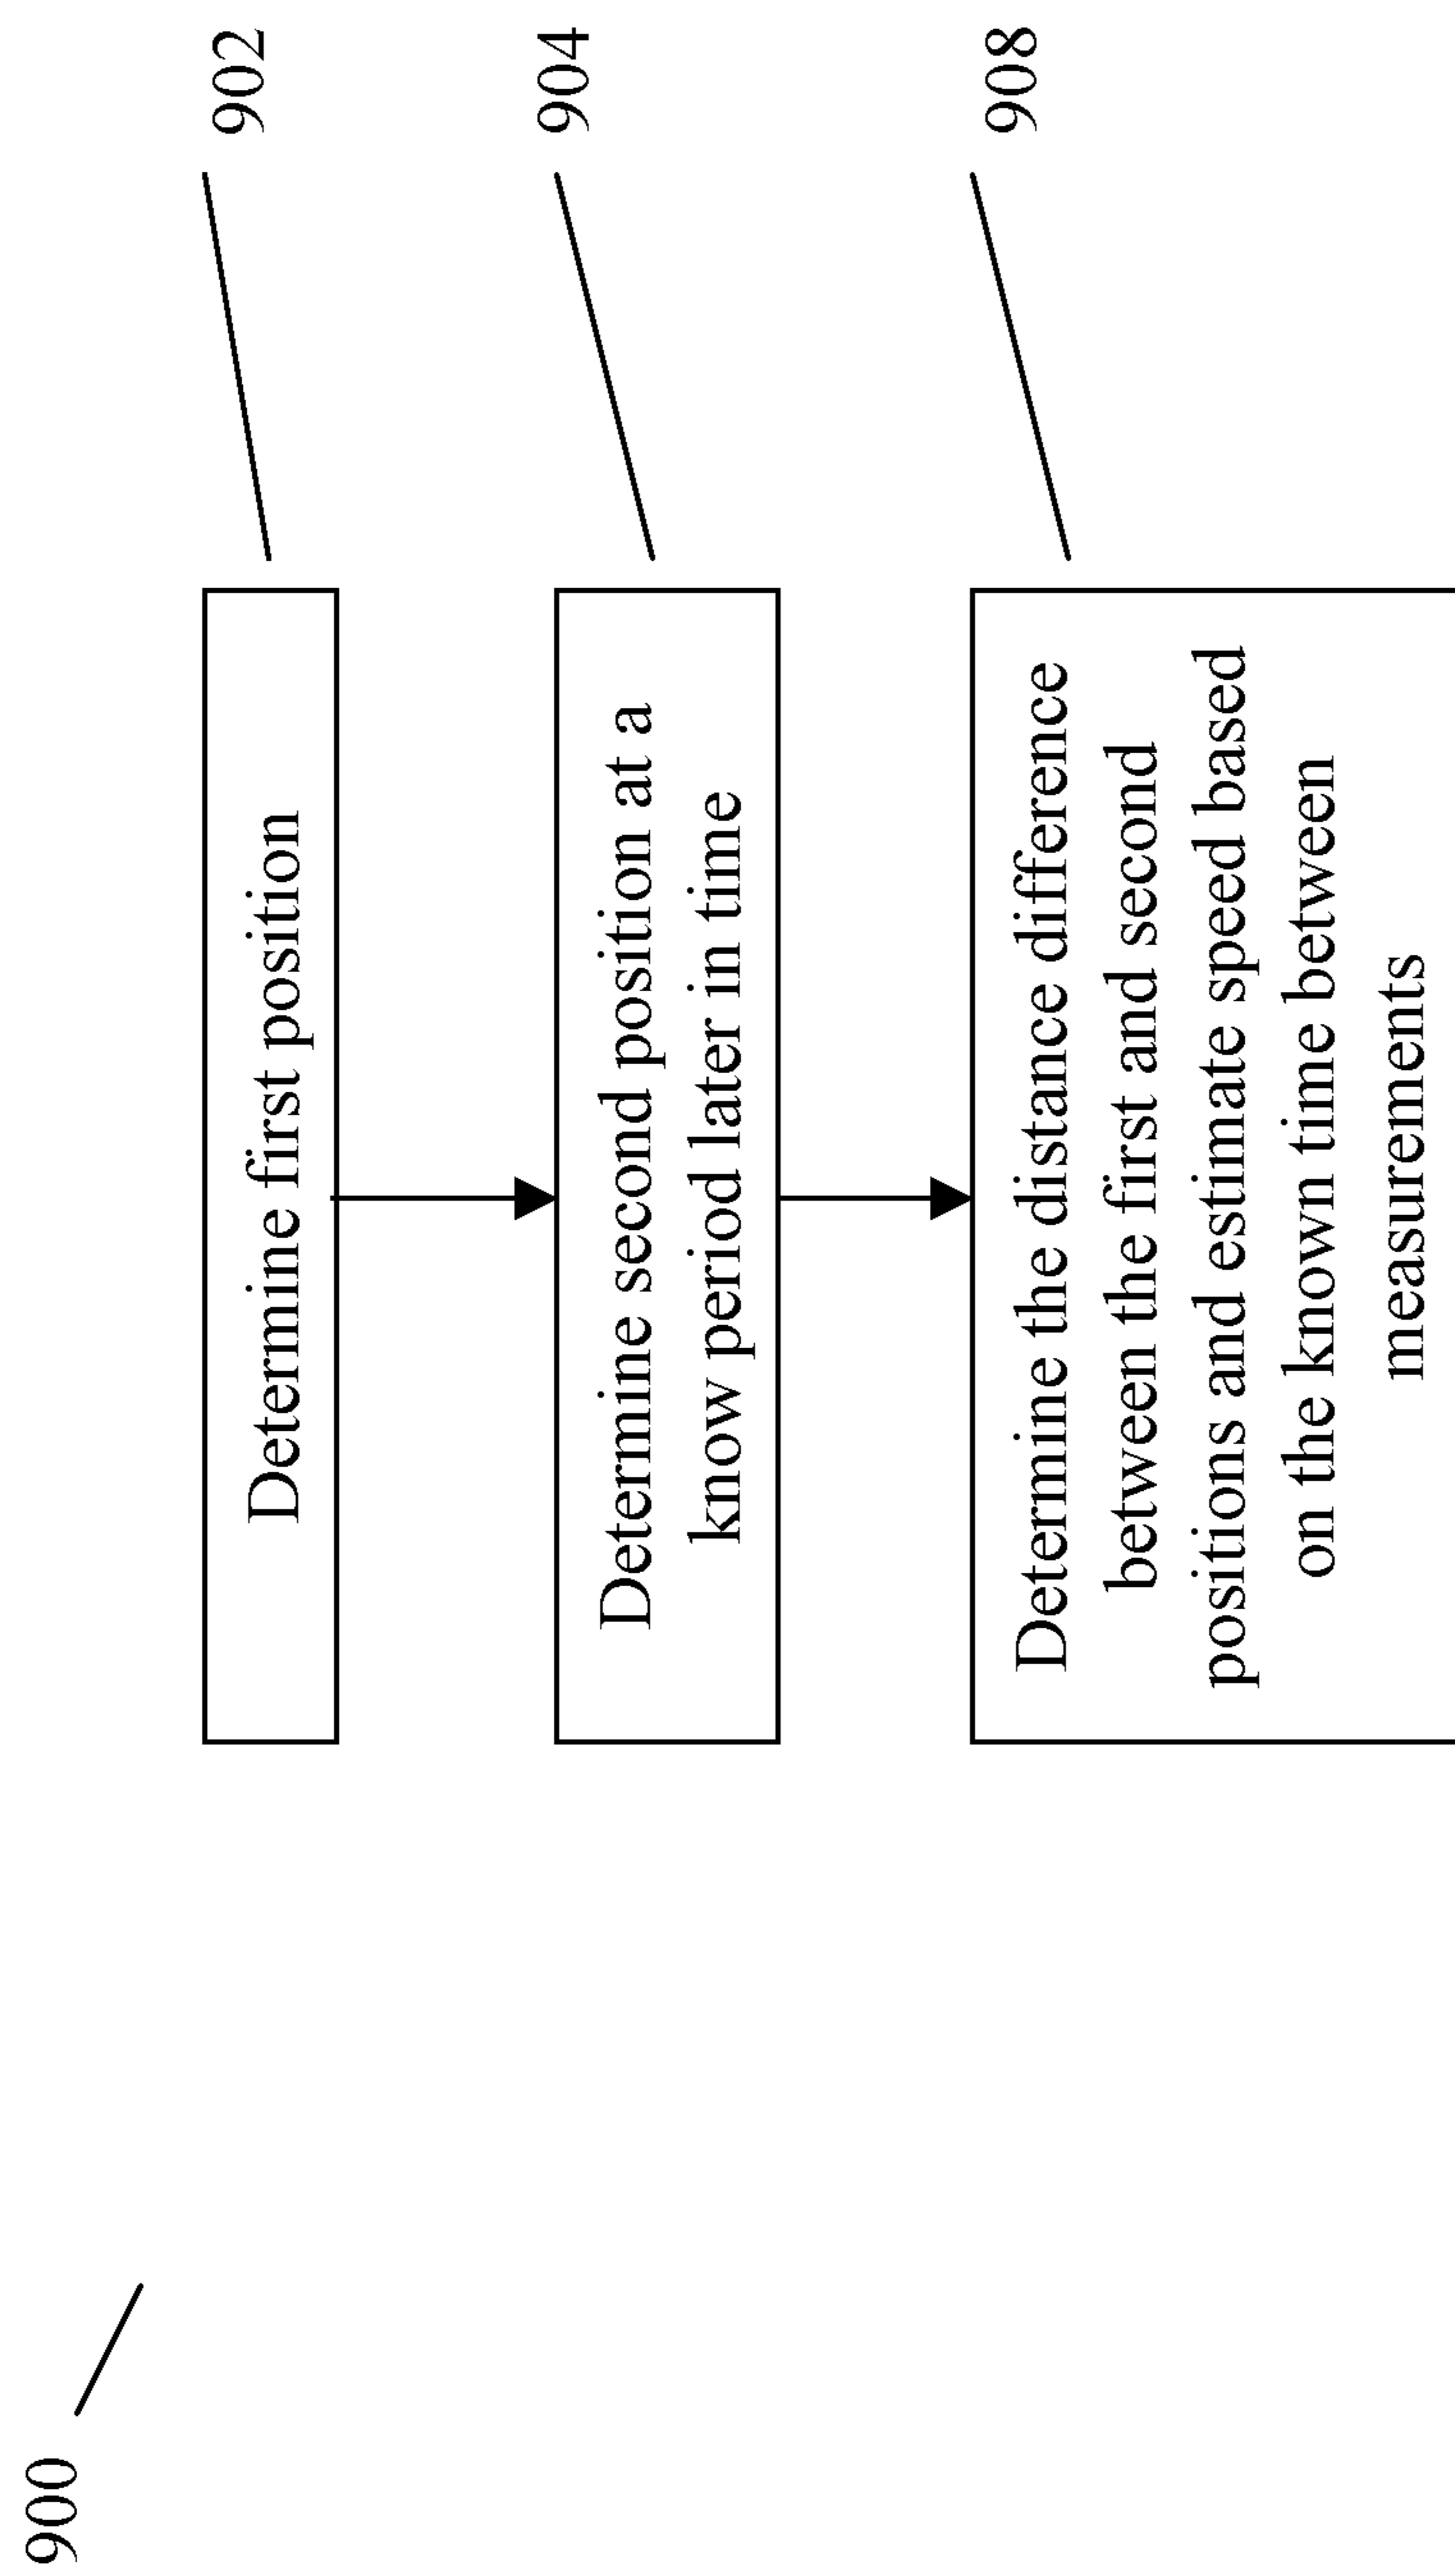 900
Determine first position
902
Determine second position at a
know period later in time
904
Determine the distance difference
between the first and second
positions and estimate speed based
on the known time between
measurements
908